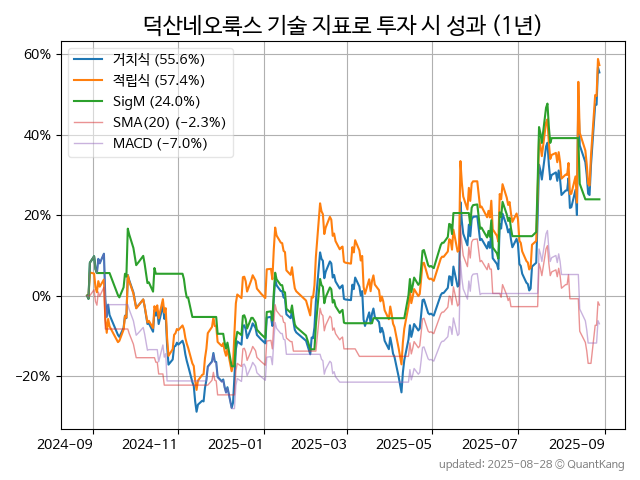 덕산네오룩스 기술 지표로 투자 시 성과 (1년)
60%
40%
20%
0%
−20%
거치식 (55.6%)
적립식 (57.4%)
SigM (24.0%)
SMA(20) (−2.3%)
MACD (−7.0%)
2024-09 2024-11 2025-01 2025-03 2025-05 2025-07 2025-09
updated: 2025-08-28 © QuantKang